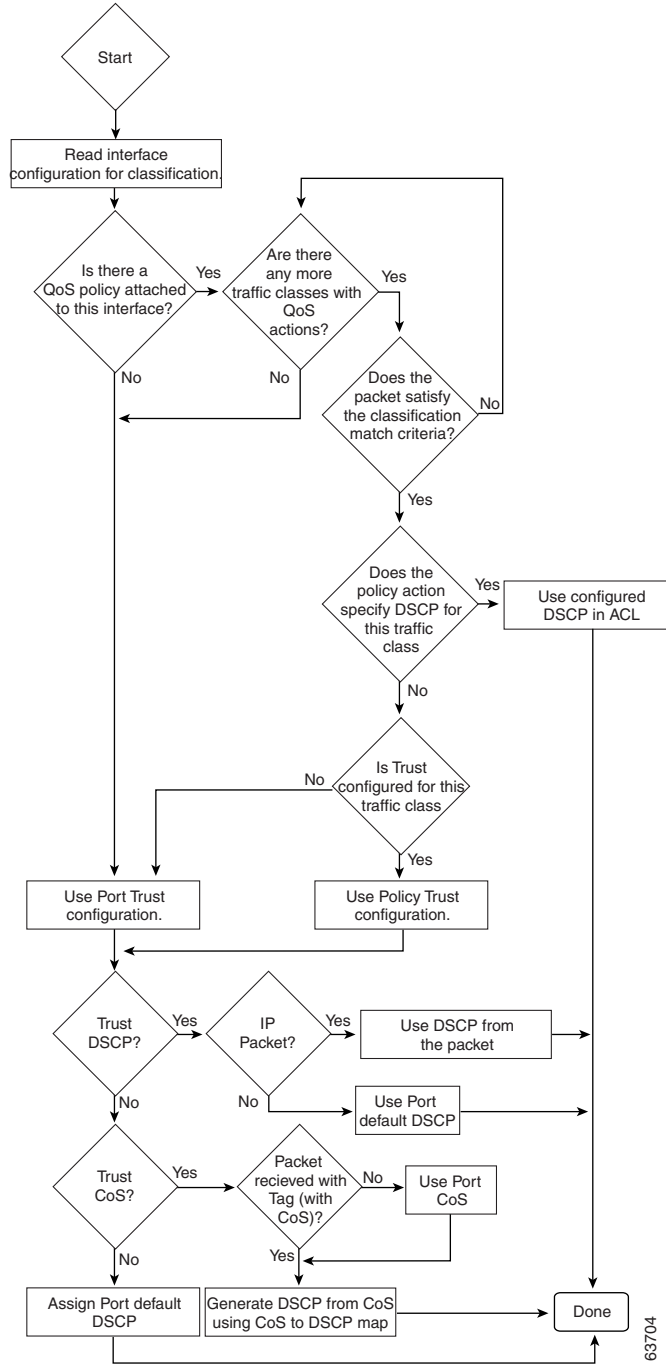 Start
Read interface
configuration for classification.
Is there a
QoS policy attached
to this interface?
Yes
No
Are there
any more
traffic classes with
QoS
actions?
Yes
No
Does the
packet satisfy
the classification
match criteria?
No
Yes
Does the
policy action
specify DSCP for
this traffic
class
Yes
Use configured
DSCP in ACL
No
Is Trust
configured for this
traffic class
No
Yes
Use Port Trust
configuration.
Use Policy Trust
configuration.
Trust
DSCP?
Yes
IP
Packet?
Yes
Use DSCP from
the packet
No
No
Use Port
default DSCP
Trust
CoS?
Yes
Packet
recieved with
Tag (with
CoS)?
No
Use Port
CoS
No
Yes
Assign Port default
DSCP
Generate DSCP from CoS
using CoS to DSCP map
Done
63704